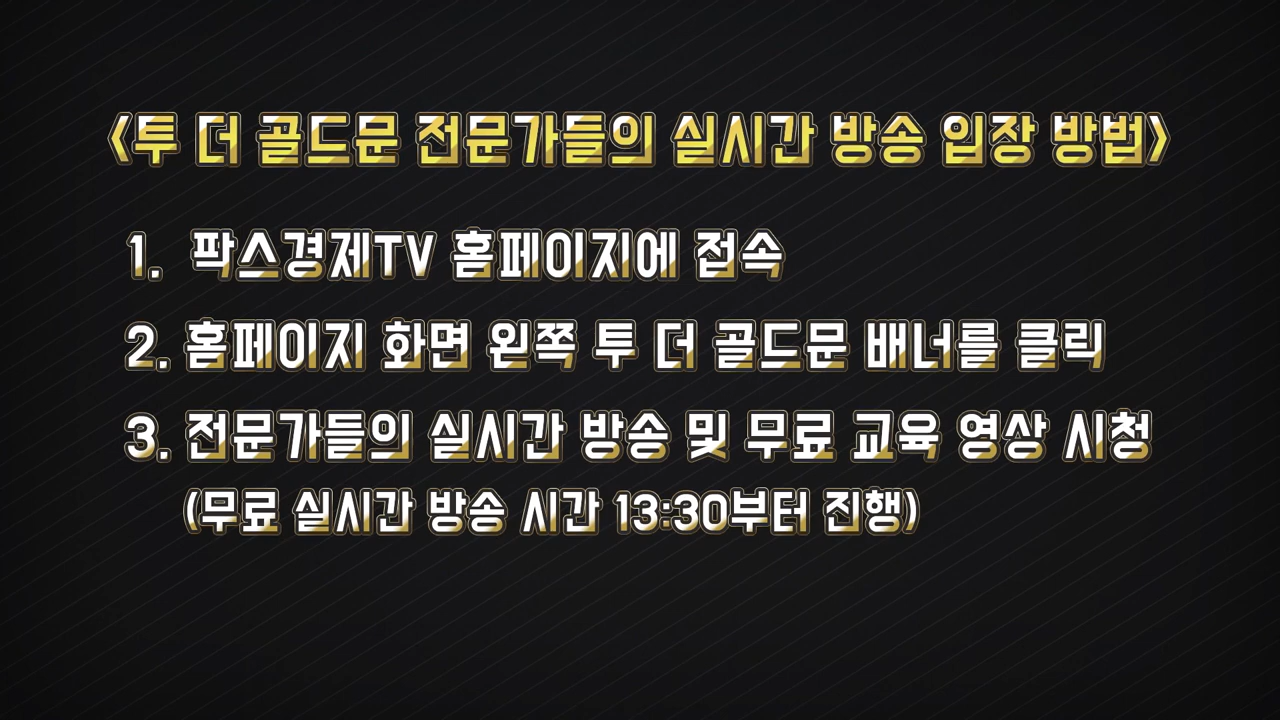 <투 더 골드문 전문가들의 실시간 방송 입장 방법>
1. 팍스경제TV 홈페이지에 접속
2. 홈페이지 화면 왼쪽 투 더 골드문 배너를 클릭
3. 전문가들의 실시간 방송 및 무료 교육 영상 시청
(무료 실시간 방송 시간 13:30부터 진행)